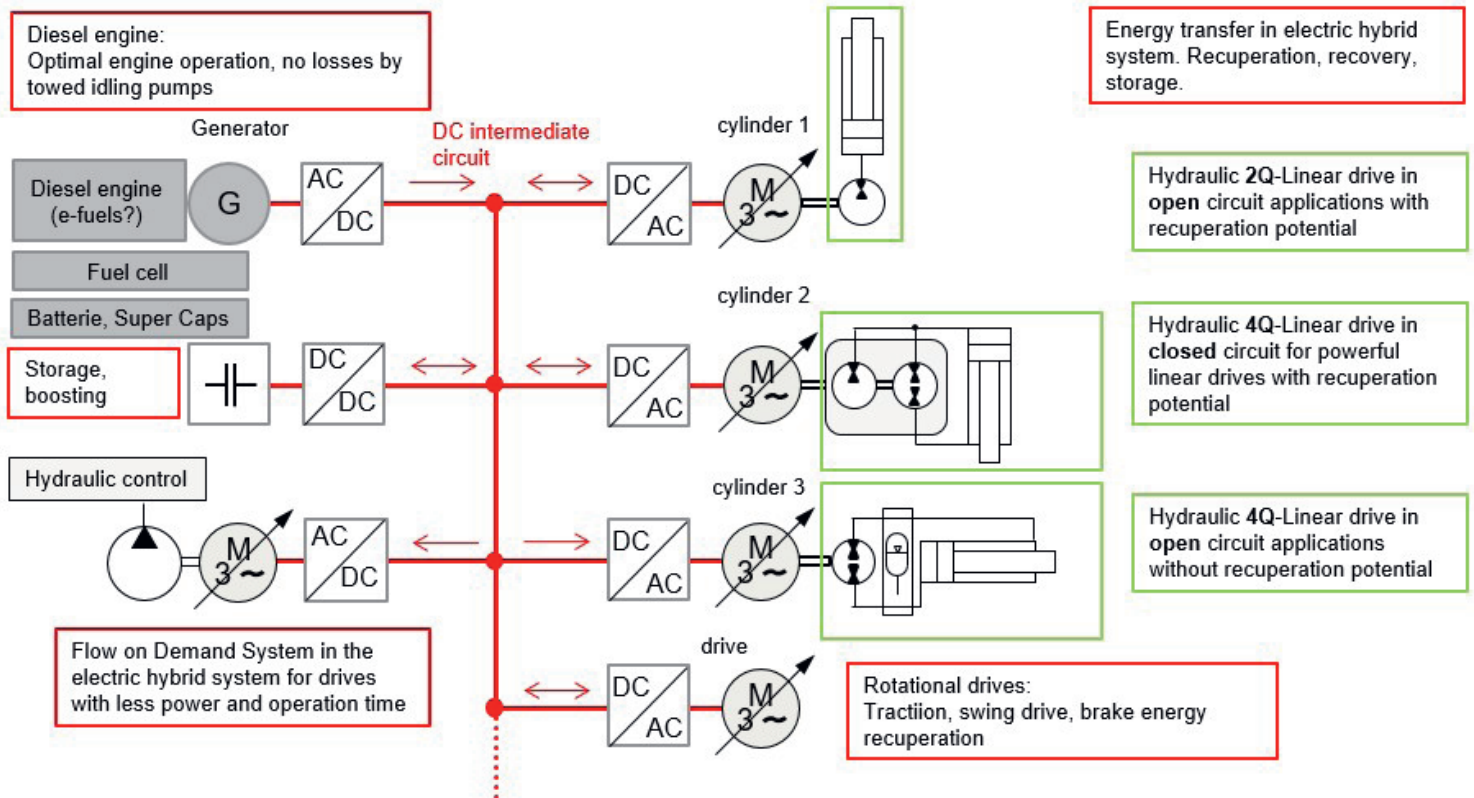 Diesel engine:
Optimal engine operation, no losses by
towed idling pumps
Energy transfer in electric hybrid
system. Recuperation, recovery,
storage.
Generator
DC intermediate
circuit
cylinder 1
Diesel engine
(e-fuels?)
G
AC
DC
DC
AC
M
3 ~
Hydraulic 2Q-Linear drive in
open circuit applications with
recuperation potential
Fuel cell
Batterie, Super Caps
cylinder 2
Storage,
boosting
DC
DC
DC
AC
M
3 ~
Hydraulic 4Q-Linear drive in
closed circuit for powerful
linear drives with recuperation
potential
Hydraulic control
cylinder 3
M
3 ~
AC
DC
DC
AC
M
3 ~
Hydraulic 4Q-Linear drive in
open circuit applications
without recuperation potential
Flow on Demand System in the
electric hybrid system for drives
with less power and operation time
drive
DC
AC
M
3 ~
Rotational drives:
Tractiion, swing drive, brake energy
recuperation